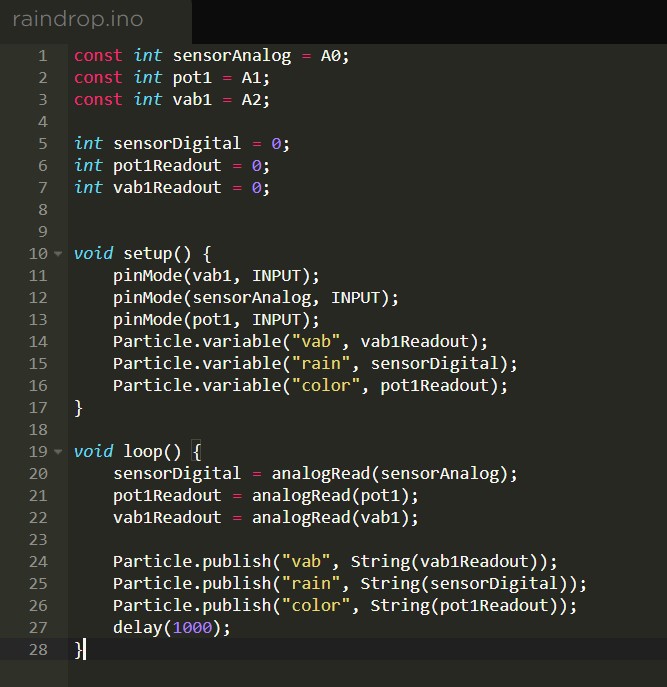 raindrop.ino
1 const int sensorAnalog = A0;
2 const int pot1 = A1;
3 const int vab1 = A2;
4
5 int sensorDigital = 0;
6 int pot1Readout = 0;
7 int vab1Readout = 0;
8
9
10 void setup() {
11     pinMode(vab1, INPUT);
12     pinMode(sensorAnalog, INPUT);
13     pinMode(pot1, INPUT);
14     Particle.variable("vab", vab1Readout);
15     Particle.variable("rain", sensorDigital);
16     Particle.variable("color", pot1Readout);
17 }
18
19 void loop() {
20     sensorDigital = analogRead(sensorAnalog);
21     pot1Readout = analogRead(pot1);
22     vab1Readout = analogRead(vab1);
23
24     Particle.publish("vab", String(vab1Readout));
25     Particle.publish("rain", String(sensorDigital));
26     Particle.publish("color", String(pot1Readout));
27     delay(1000);
28 }